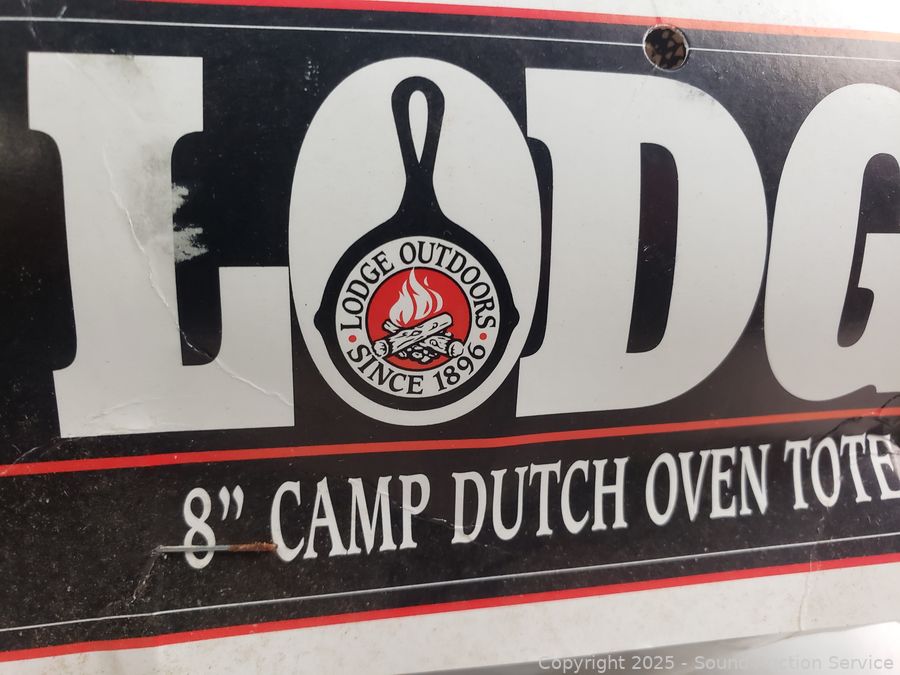 LODG
LODGE OUTDOORS
SINCE 1896
8” CAMP DUTCH OVEN TOTE
Copyright 2025 - Sound Auction Service